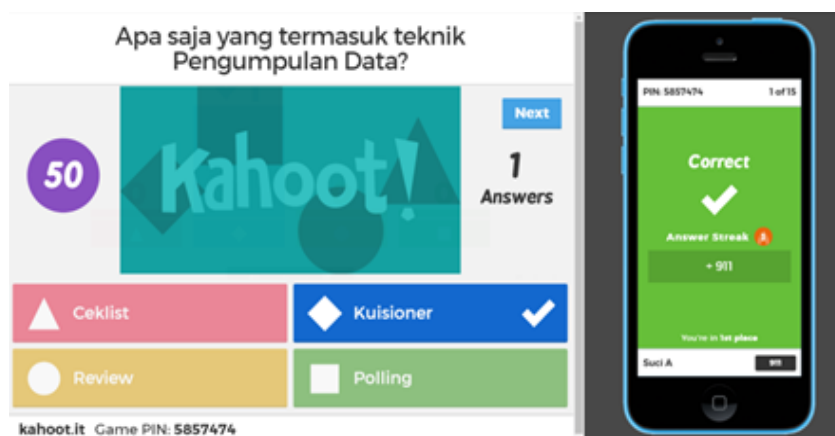 Apa saja yang termasuk teknik
Pengumpulan Data?
50
Kahoot!
Next
1
Answers
Ceklist
Kuisioner
Review
Polling
kahoot.it Game PIN: 5857474
PIN: 5857474 1 of 15
Correct
Answer Streak
+ 911
You're in 1st place
Suci A 911